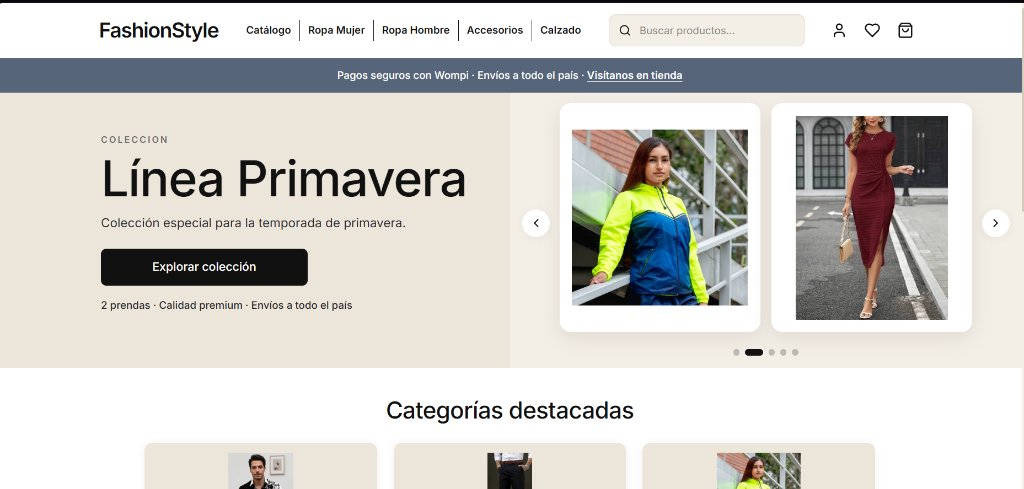 FashionStyle Catálogo Ropa Mujer Ropa Hombre Accesorios Calzado Buscar productos...
Pagos seguros con Wompi · Envíos a todo el país · Visítanos en tienda
COLECCION
Línea Primavera
Colección especial para la temporada de primavera.
Explorar colección
2 prendas · Calidad premium · Envíos a todo el país
Categorías destacadas